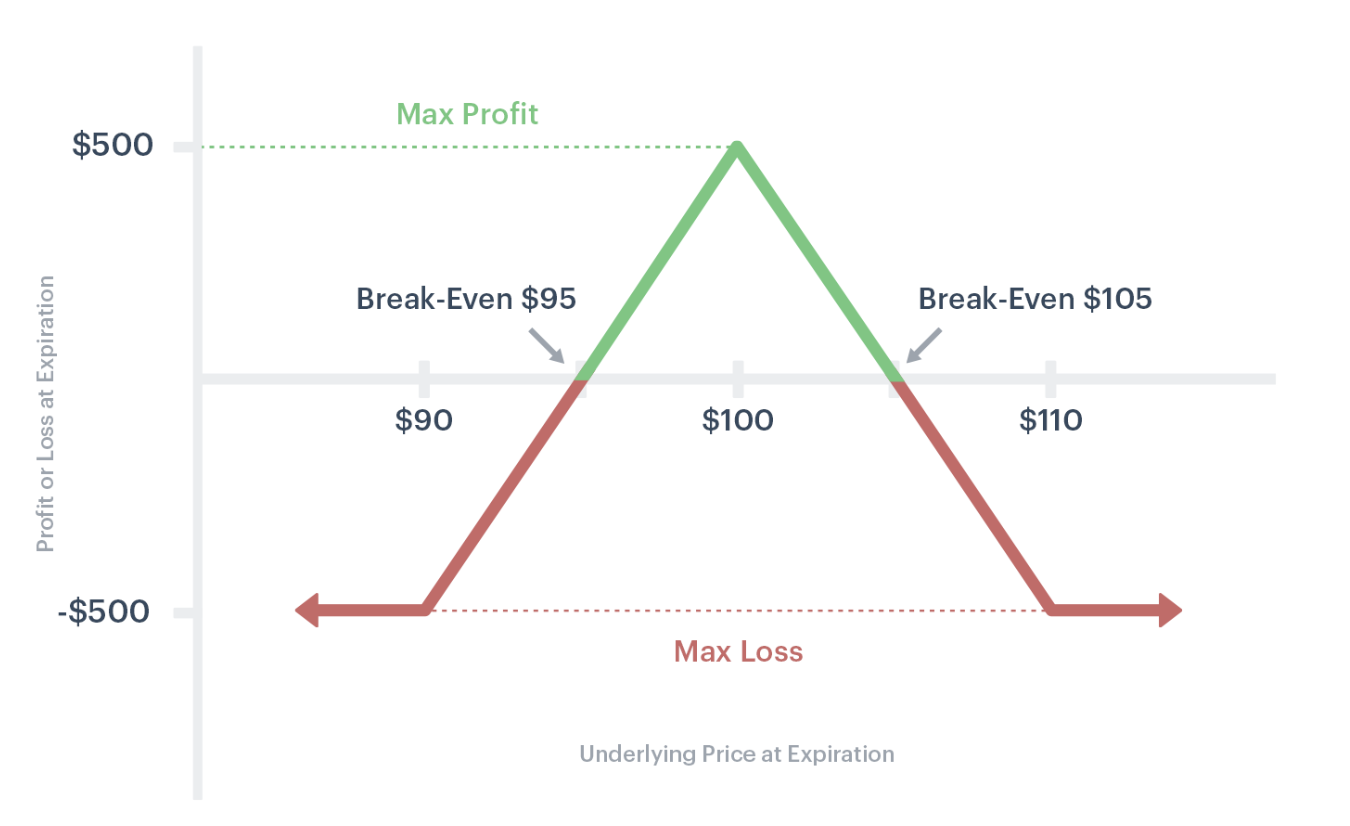 Max Profit
$500
Break-Even $95
Break-Even $105
$90
$100
$110
Profit or Loss at Expiration
-$500
Max Loss
Underlying Price at Expiration